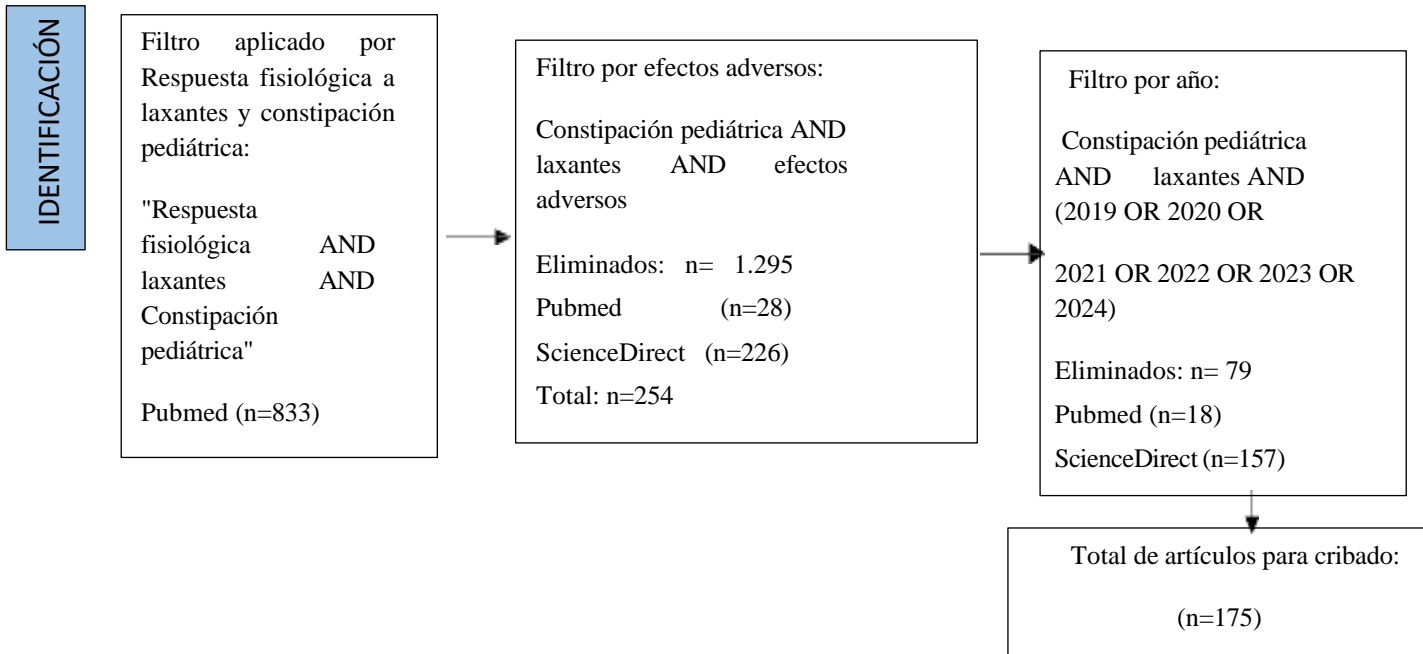 IDENTIFICACIÓN
Filtro aplicado por
Respuesta fisiológica a
laxantes y constipación
pediátrica:
"Respuesta
fisiológica AND
laxantes AND
Constipación
pediátrica"
Pubmed (n=833)
Filtro por efectos adversos:
Constipación pediátrica AND
laxantes AND efectos
adversos
Eliminados: n= 1.295
Pubmed (n=28)
ScienceDirect (n=226)
Total: n=254
Filtro por año:
Constipación pediátrica
AND laxantes AND
(2019 OR 2020 OR
2021 OR 2022 OR 2023 OR
2024)
Eliminados: n= 79
Pubmed (n=18)
ScienceDirect (n=157)
Total de artículos para cribado:
(n=175)